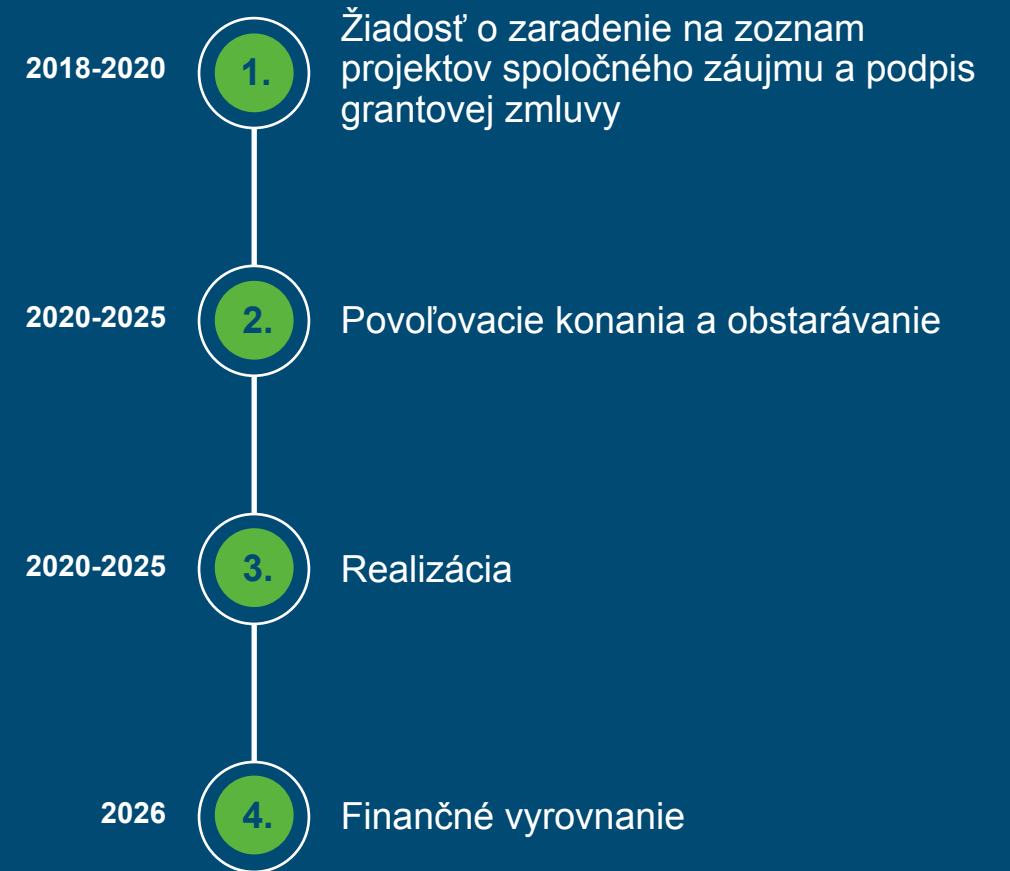 2018-2020
1.
Žiadosť o zaradenie na zoznam
projektov spoločného záujmu a podpis
grantovej zmluvy
2020-2025
2.
Povoľovacie konania a obstarávanie
2020-2025
3.
Realizácia
2026
4.
Finančné vyrovnanie